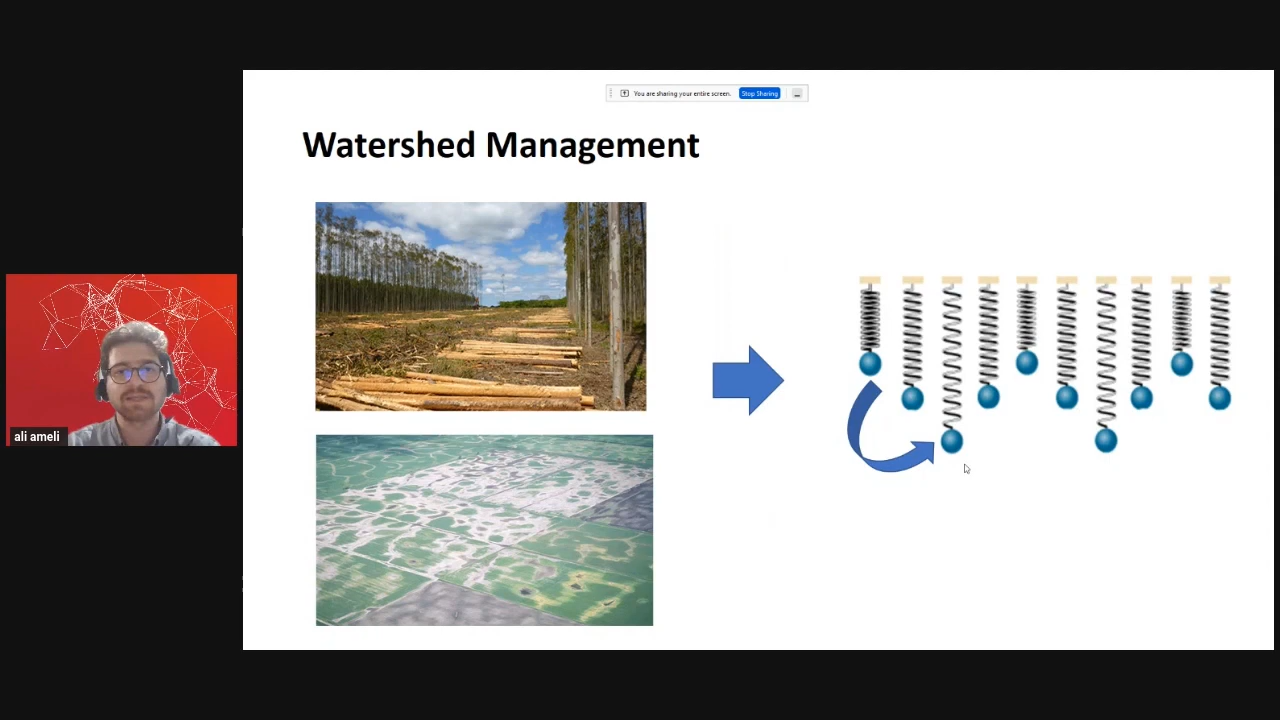 You are sharing your entire screen. Stop Sharing
Watershed Management
ali ameli